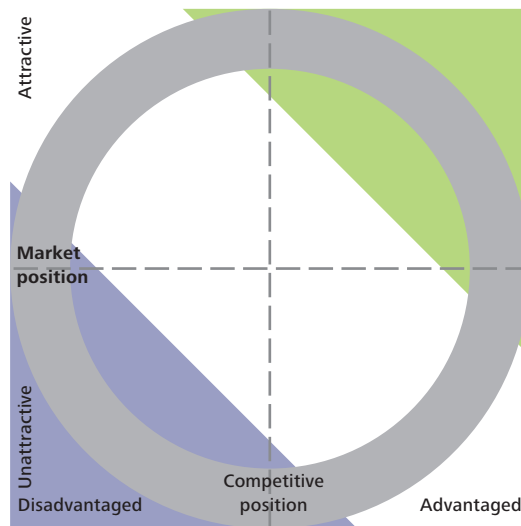 Attractive
Market
position
Unattractive
Disadvantaged
Competitive
position
Advantaged